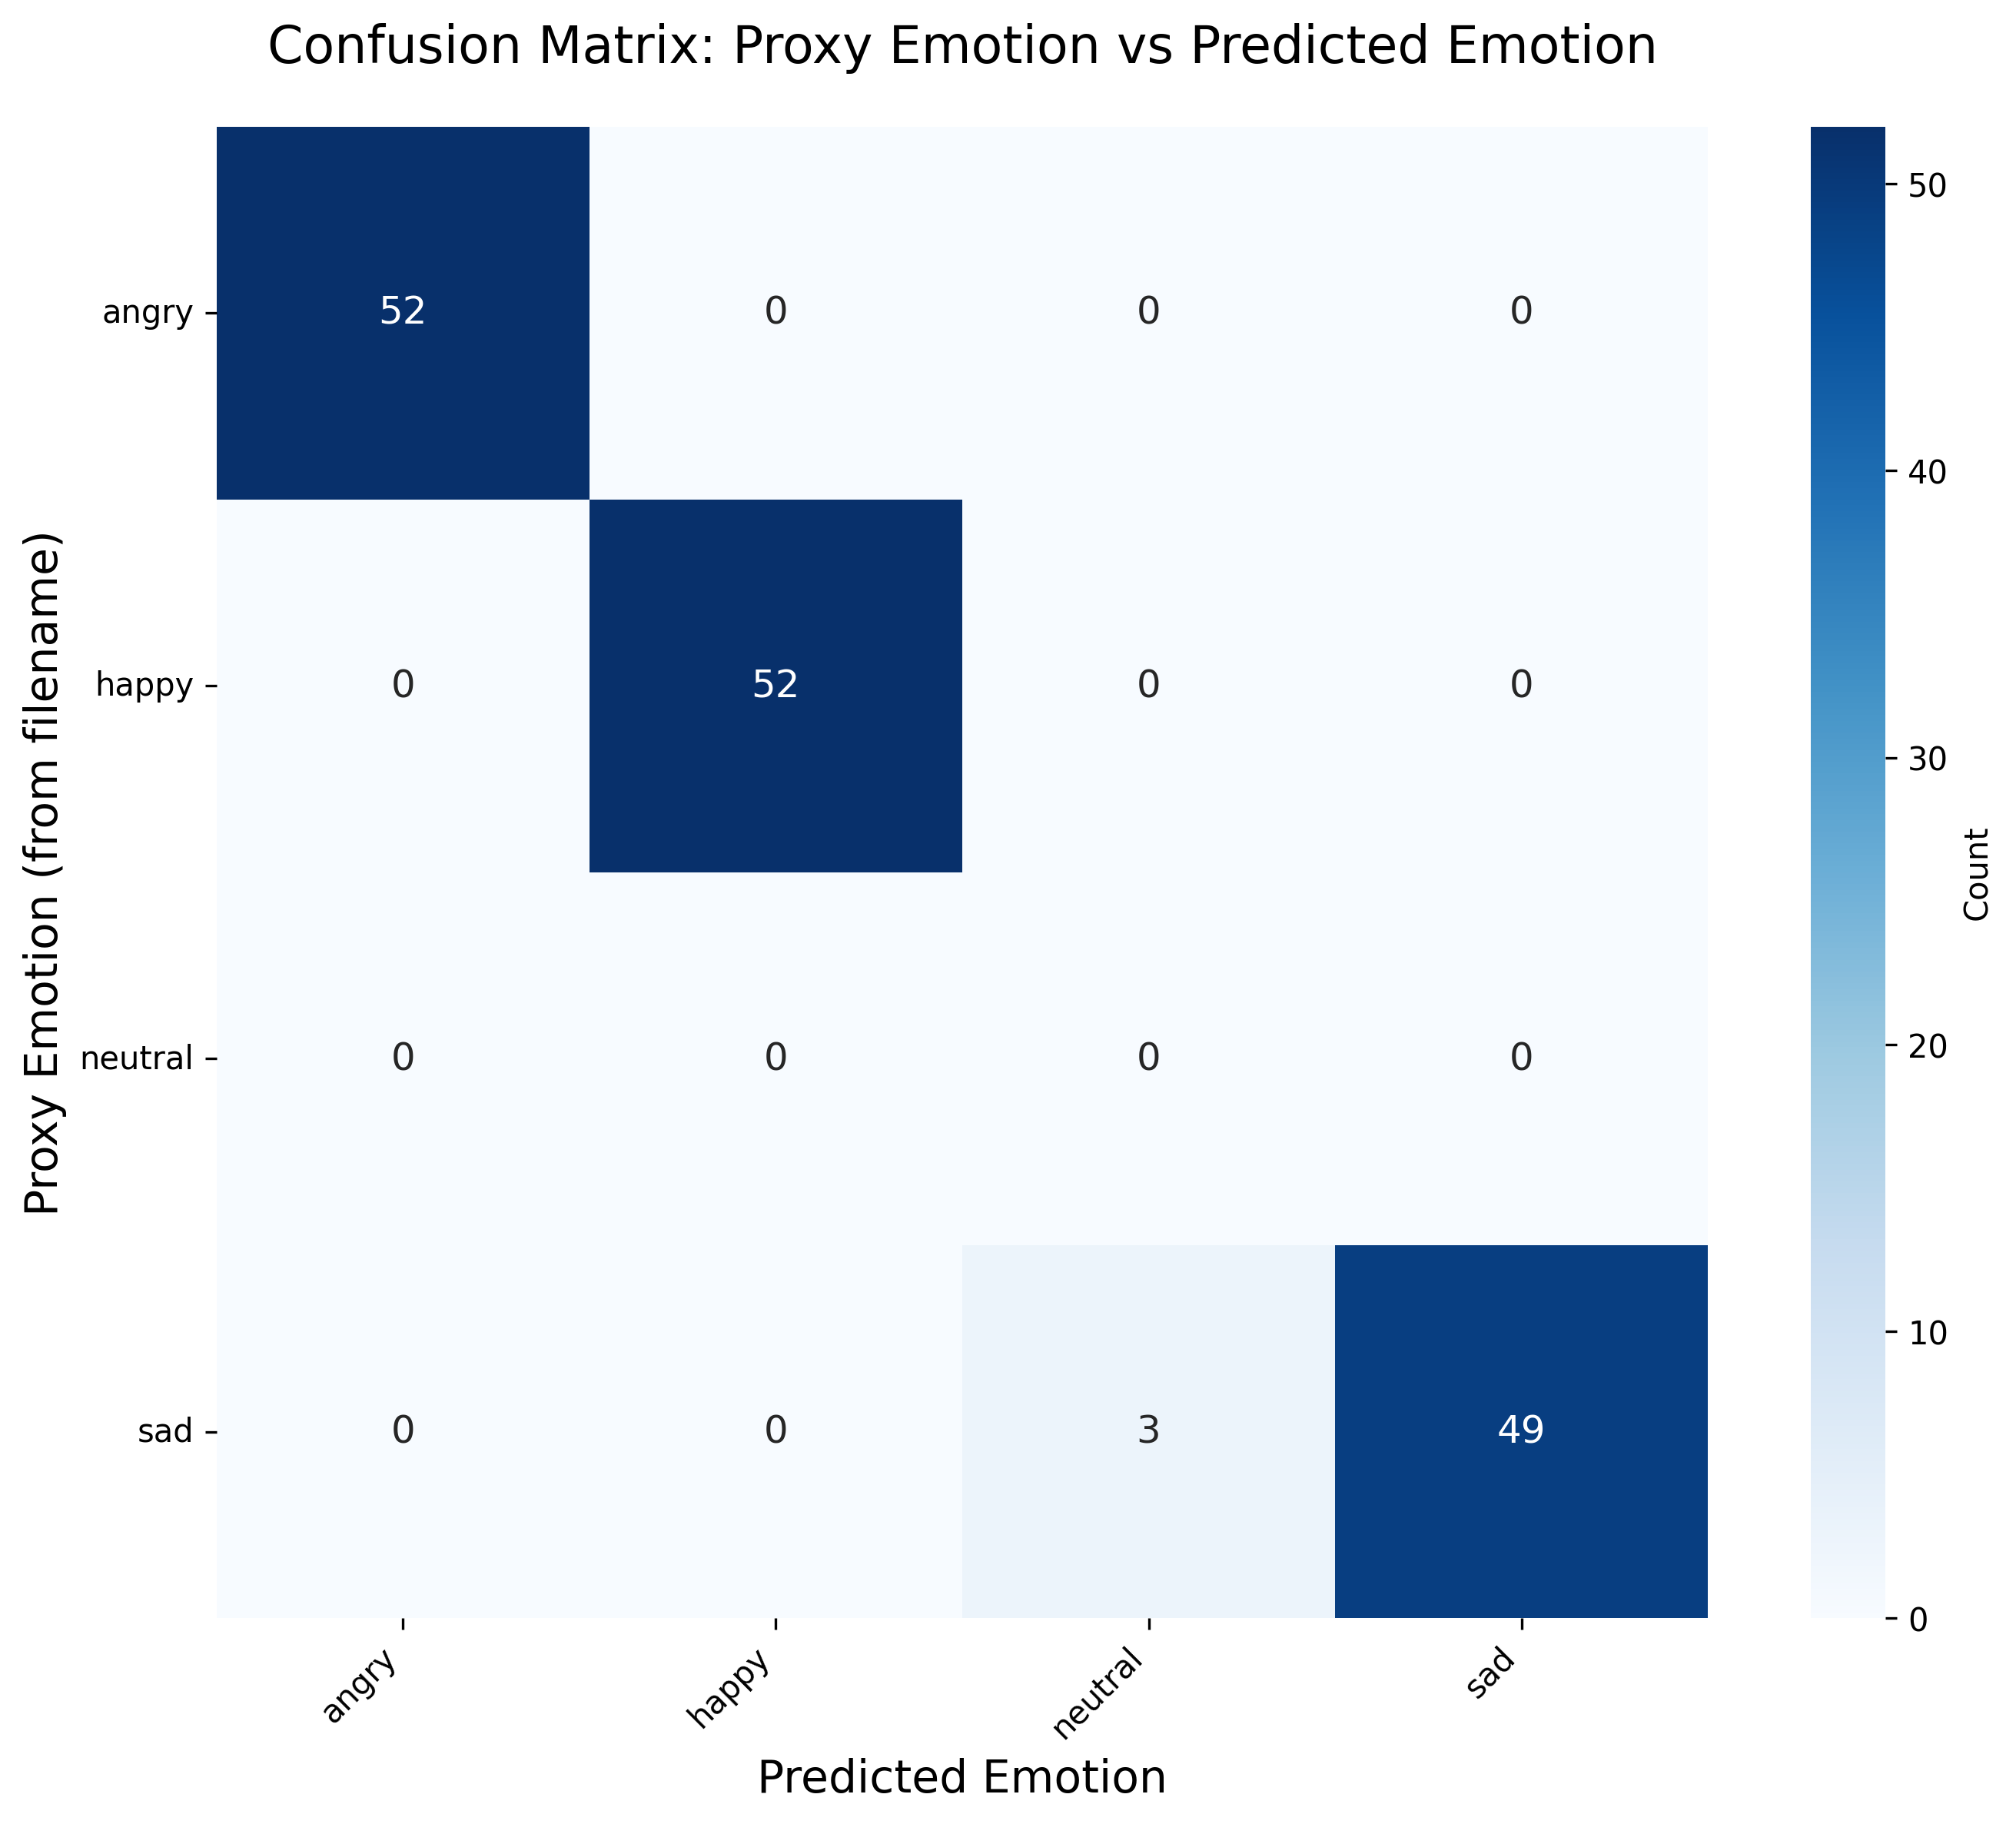 Confusion Matrix: Proxy Emotion vs Predicted Emotion
Proxy Emotion (from filename)
angry 52 0 0 0
happy 0 52 0 0
neutral 0 0 0 0
sad 0 0 3 49
angry happy neutral sad
Predicted Emotion
50
40
30
20
10
0
Count